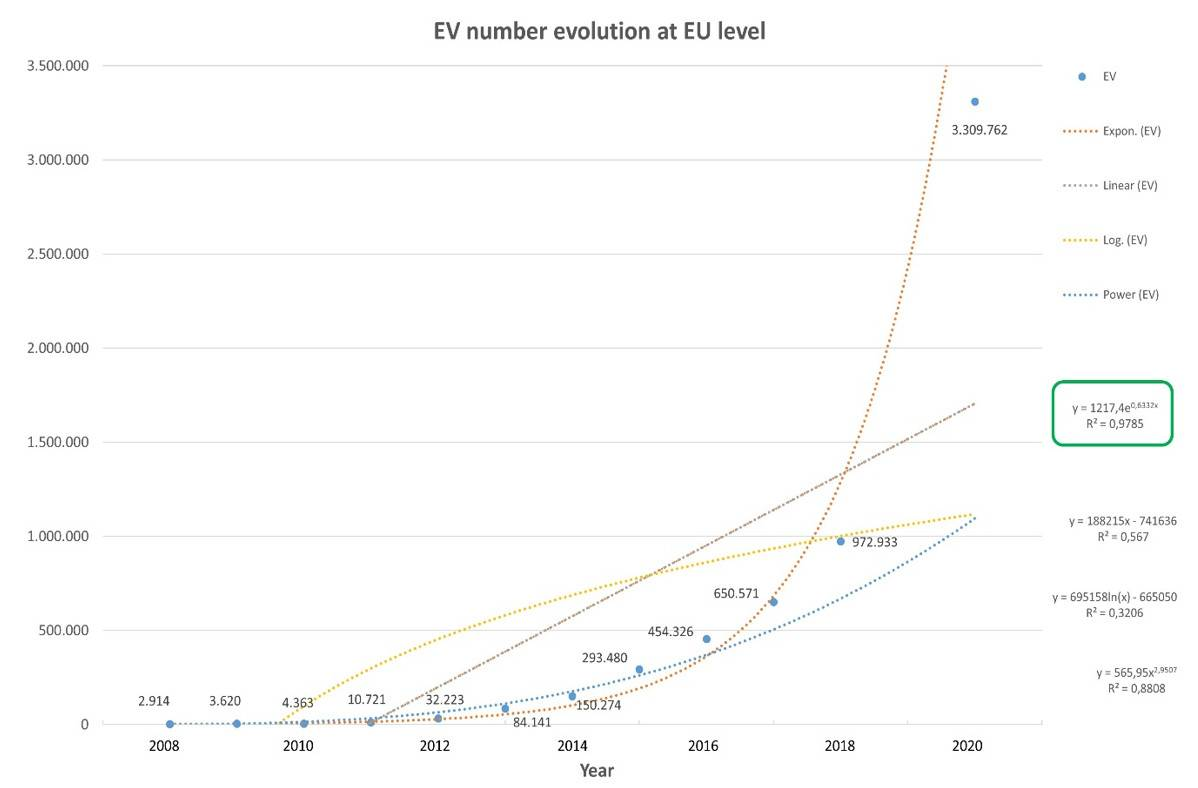 EV number evolution at EU level
3.500.000
3.000.000
2.500.000
2.000.000
1.500.000
1.000.000
500.000
0
2.914
3.620
4.363
10.721
32.223
84.141
150.274
293.480
454.326
650.571
972.933
3.309.762
2008
2010
2012
2014
2016
2018
2020
Year
EV
Expon. (EV)
Linear (EV)
Log. (EV)
Power (EV)
y = 1217,4e^0,6332x
R² = 0,9785
y = 188215x - 741636
R² = 0,567
y = 695158ln(x) - 665050
R² = 0,3206
y = 565,95x^2,9507
R² = 0,8808